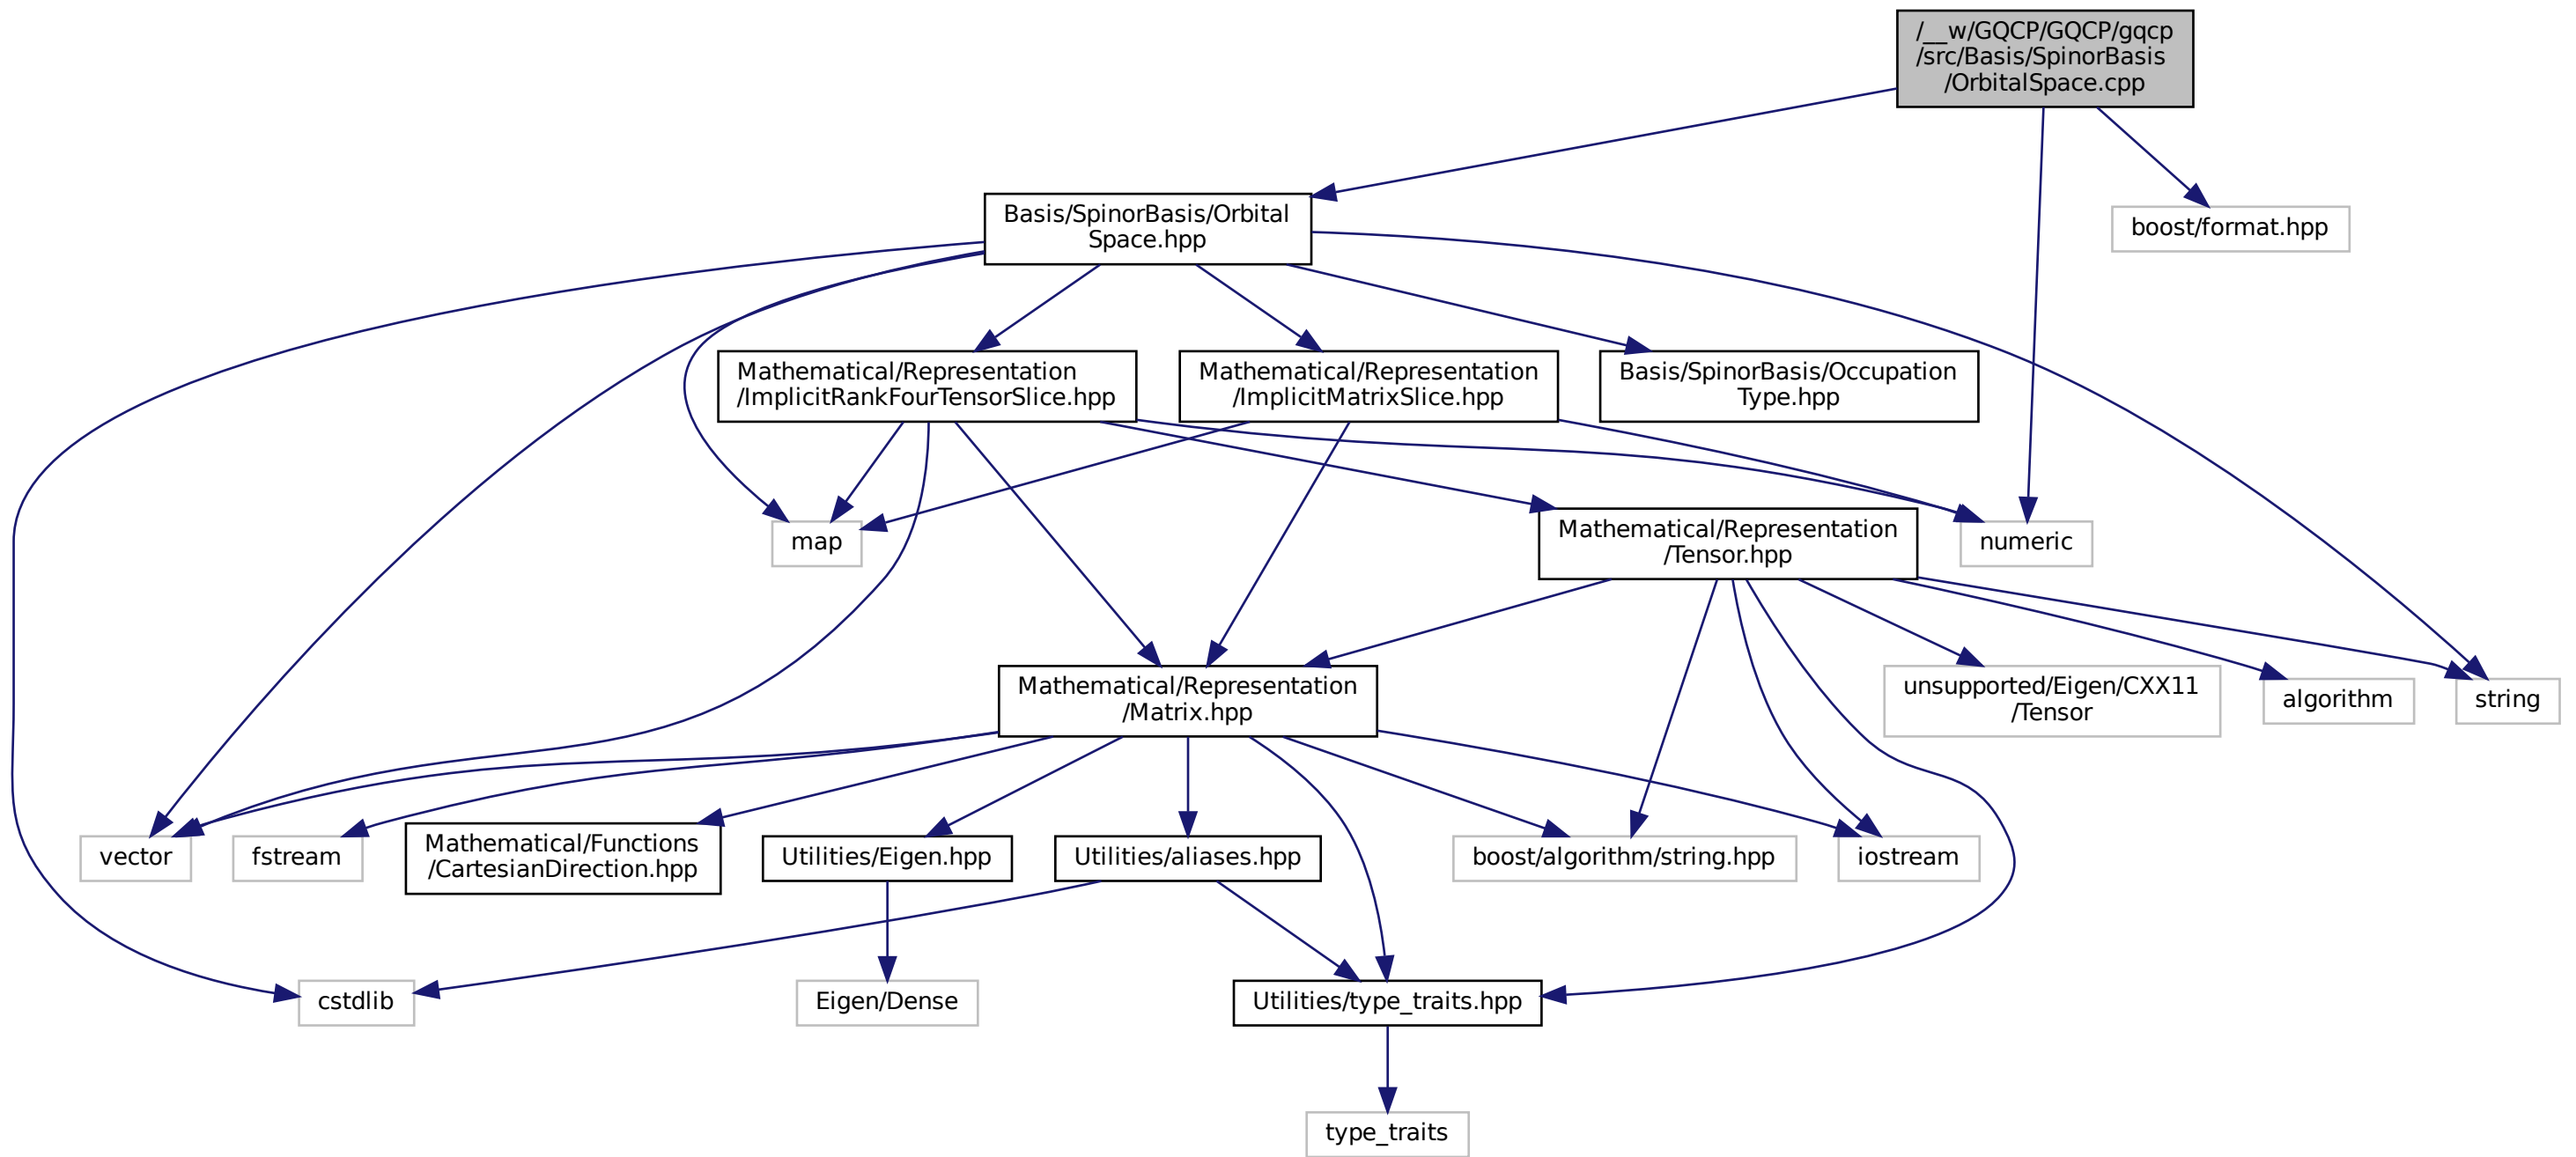 /__w/GQCP/GQCP/gqcp
/src/Basis/SpinorBasis
/OrbitalSpace.cpp
Basis/SpinorBasis/Orbital
Space.hpp
boost/format.hpp
Mathematical/Representation
/ImplicitRankFourTensorSlice.hpp
Mathematical/Representation
/ImplicitMatrixSlice.hpp
Basis/SpinorBasis/Occupation
Type.hpp
map
Mathematical/Representation
/Tensor.hpp
numeric
Mathematical/Representation
/Matrix.hpp
unsupported/Eigen/CXX11
/Tensor
algorithm
string
vector
fstream
Mathematical/Functions
/CartesianDirection.hpp
Utilities/Eigen.hpp
Utilities/aliases.hpp
boost/algorithm/string.hpp
iostream
cstdlib
Eigen/Dense
Utilities/type_traits.hpp
type_traits